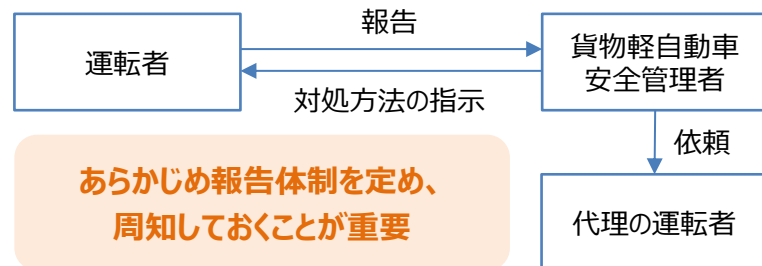 報告
運転者
貨物軽自動車
安全管理者
対処方法の指示
依頼
あらかじめ報告体制を定め、
周知しておくことが重要
代理の運転者